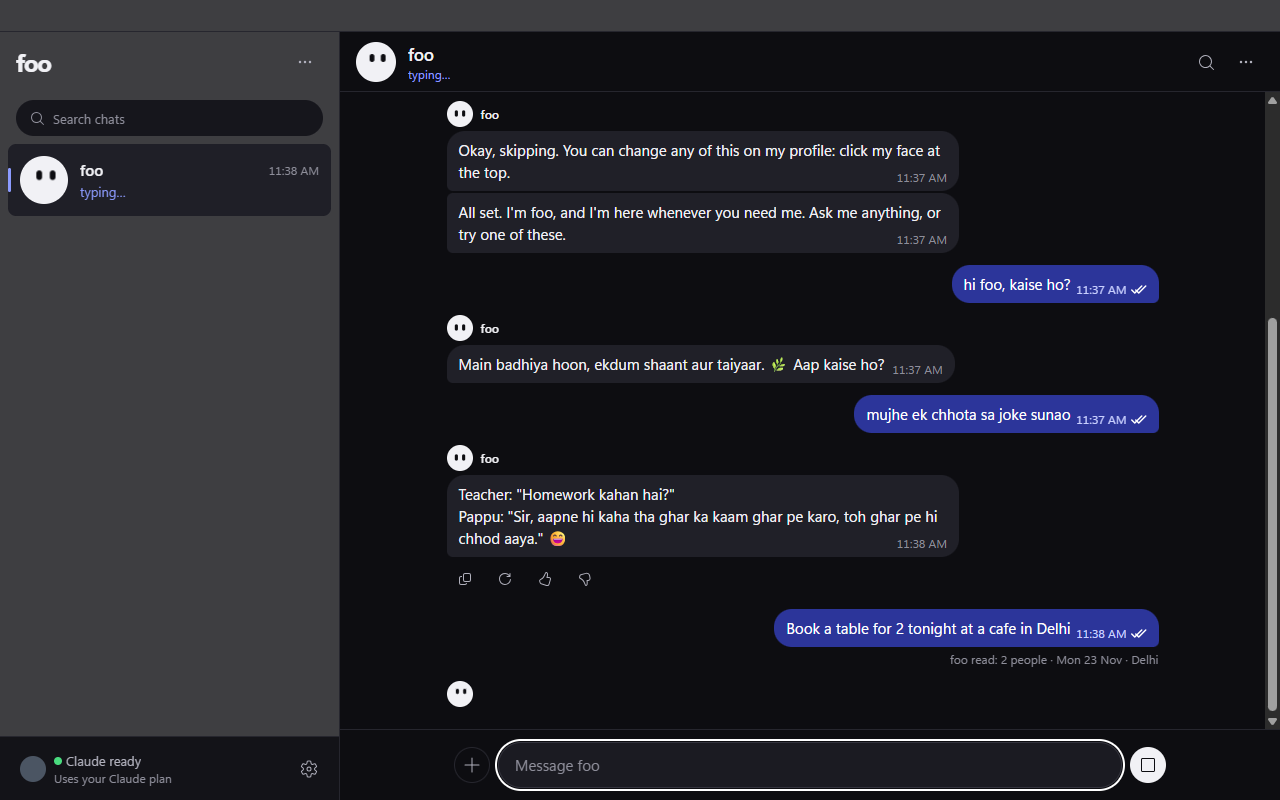 foo
...
foo
typing...
Search chats
foo
11:38 AM
typing...
foo
Okay, skipping. You can change any of this on my profile: click my face at
the top.
11:37 AM
All set. I'm foo, and I'm here whenever you need me. Ask me anything, or
try one of these.
11:37 AM
hi foo, kaise ho? 11:37 AM
foo
Main badhiya hoon, ekdum shaant aur taiyaar. 🌿 Aap kaise ho? 11:37 AM
mujhe ek chhota sa joke sunao 11:37 AM
foo
Teacher: "Homework kahan hai?"
Pappu: "Sir, aapne hi kaha tha ghar ka kaam ghar pe karo, toh ghar pe hi
chhod aaya." 😄
11:38 AM
Book a table for 2 tonight at a cafe in Delhi 11:38 AM
foo read: 2 people · Mon 23 Nov · Delhi
Message foo
Claude ready
Uses your Claude plan